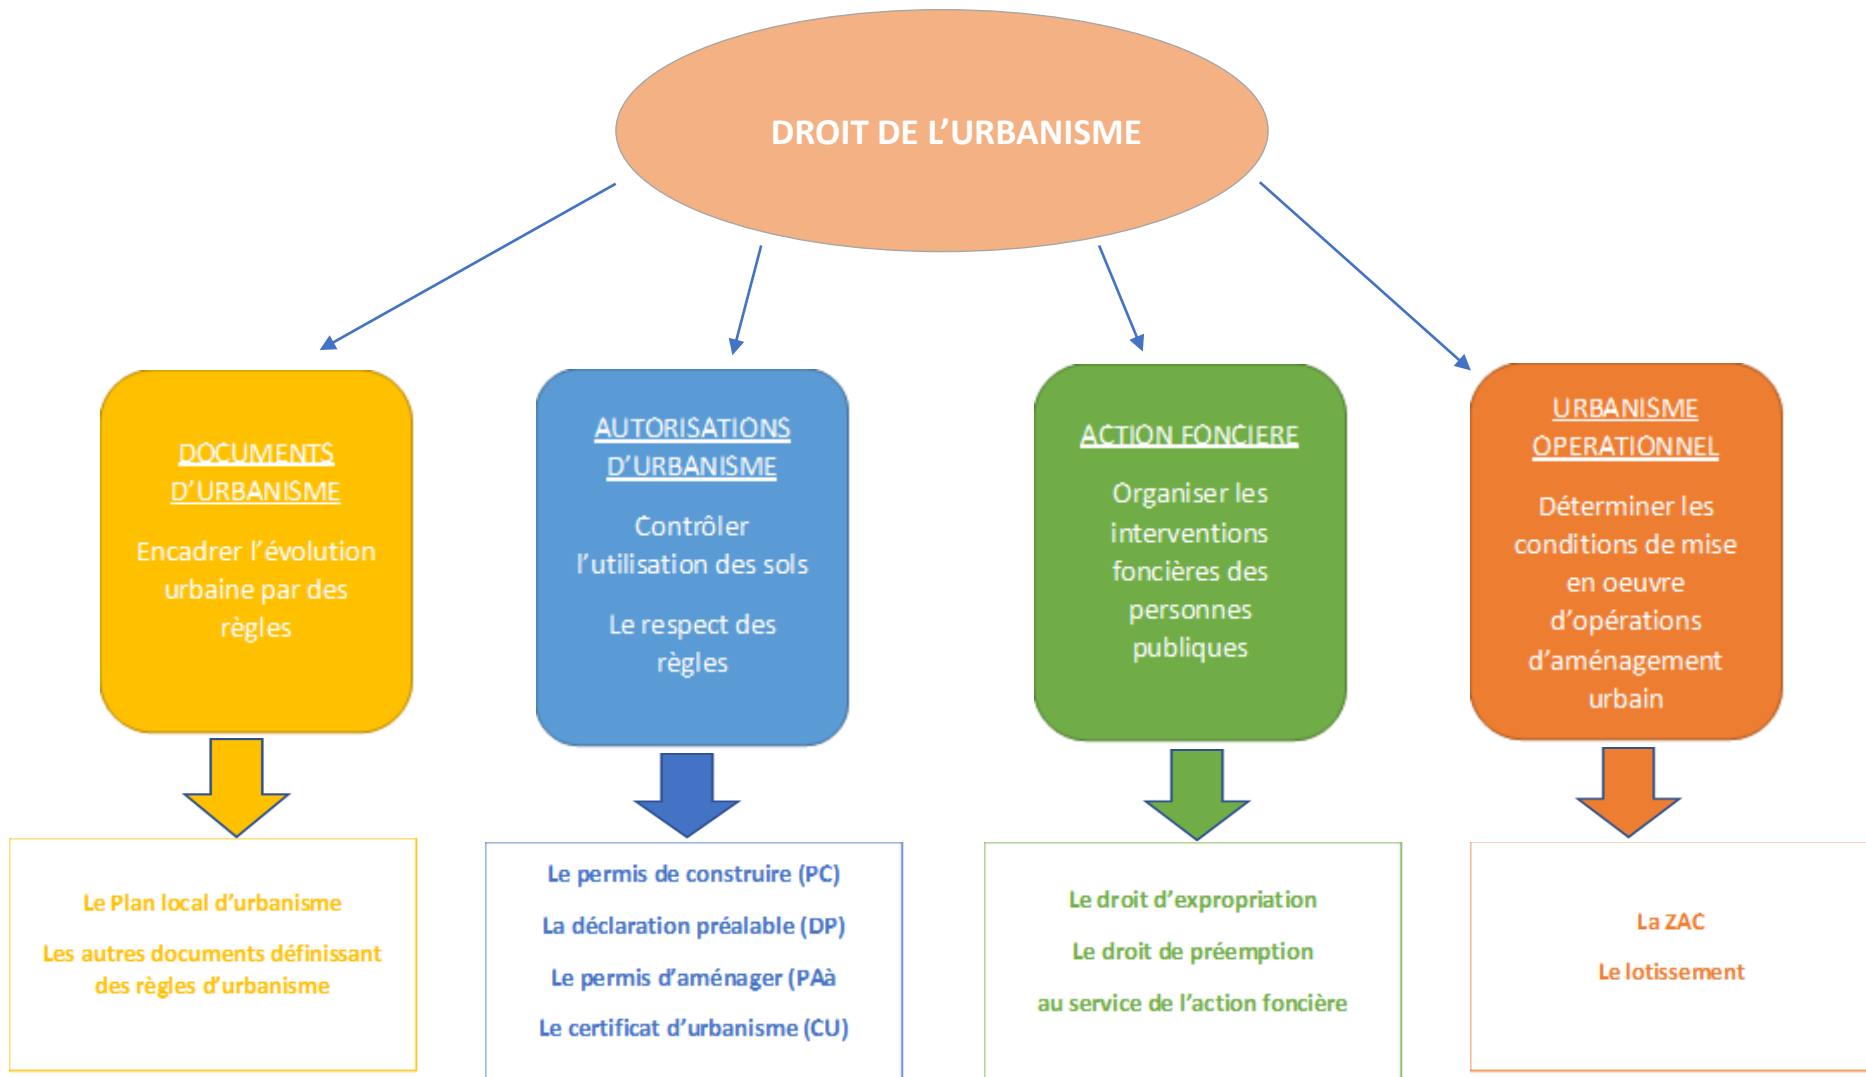 DROIT DE L’URBANISME
DOCUMENTS
D’URBANISME
Encadrer l’évolution
urbaine par des
règles
AUTORISATIONS
D’URBANISME
Contrôler
l’utilisation des sols
Le respect des
règles
ACTION FONCIERE
Organiser les
interventions
foncières des
personnes
publiques
URBANISME
OPERATIONNEL
Déterminer les
conditions de mise
en oeuvre
d’opérations
d’aménagement
urbain
Le Plan local d’urbanisme
Les autres documents définissant
des règles d’urbanisme
Le permis de construire (PC)
La déclaration préalable (DP)
Le permis d’aménager (PAà
Le certificat d’urbanisme (CU)
Le droit d’expropriation
Le droit de préemption
au service de l’action foncière
La ZAC
Le lotissement